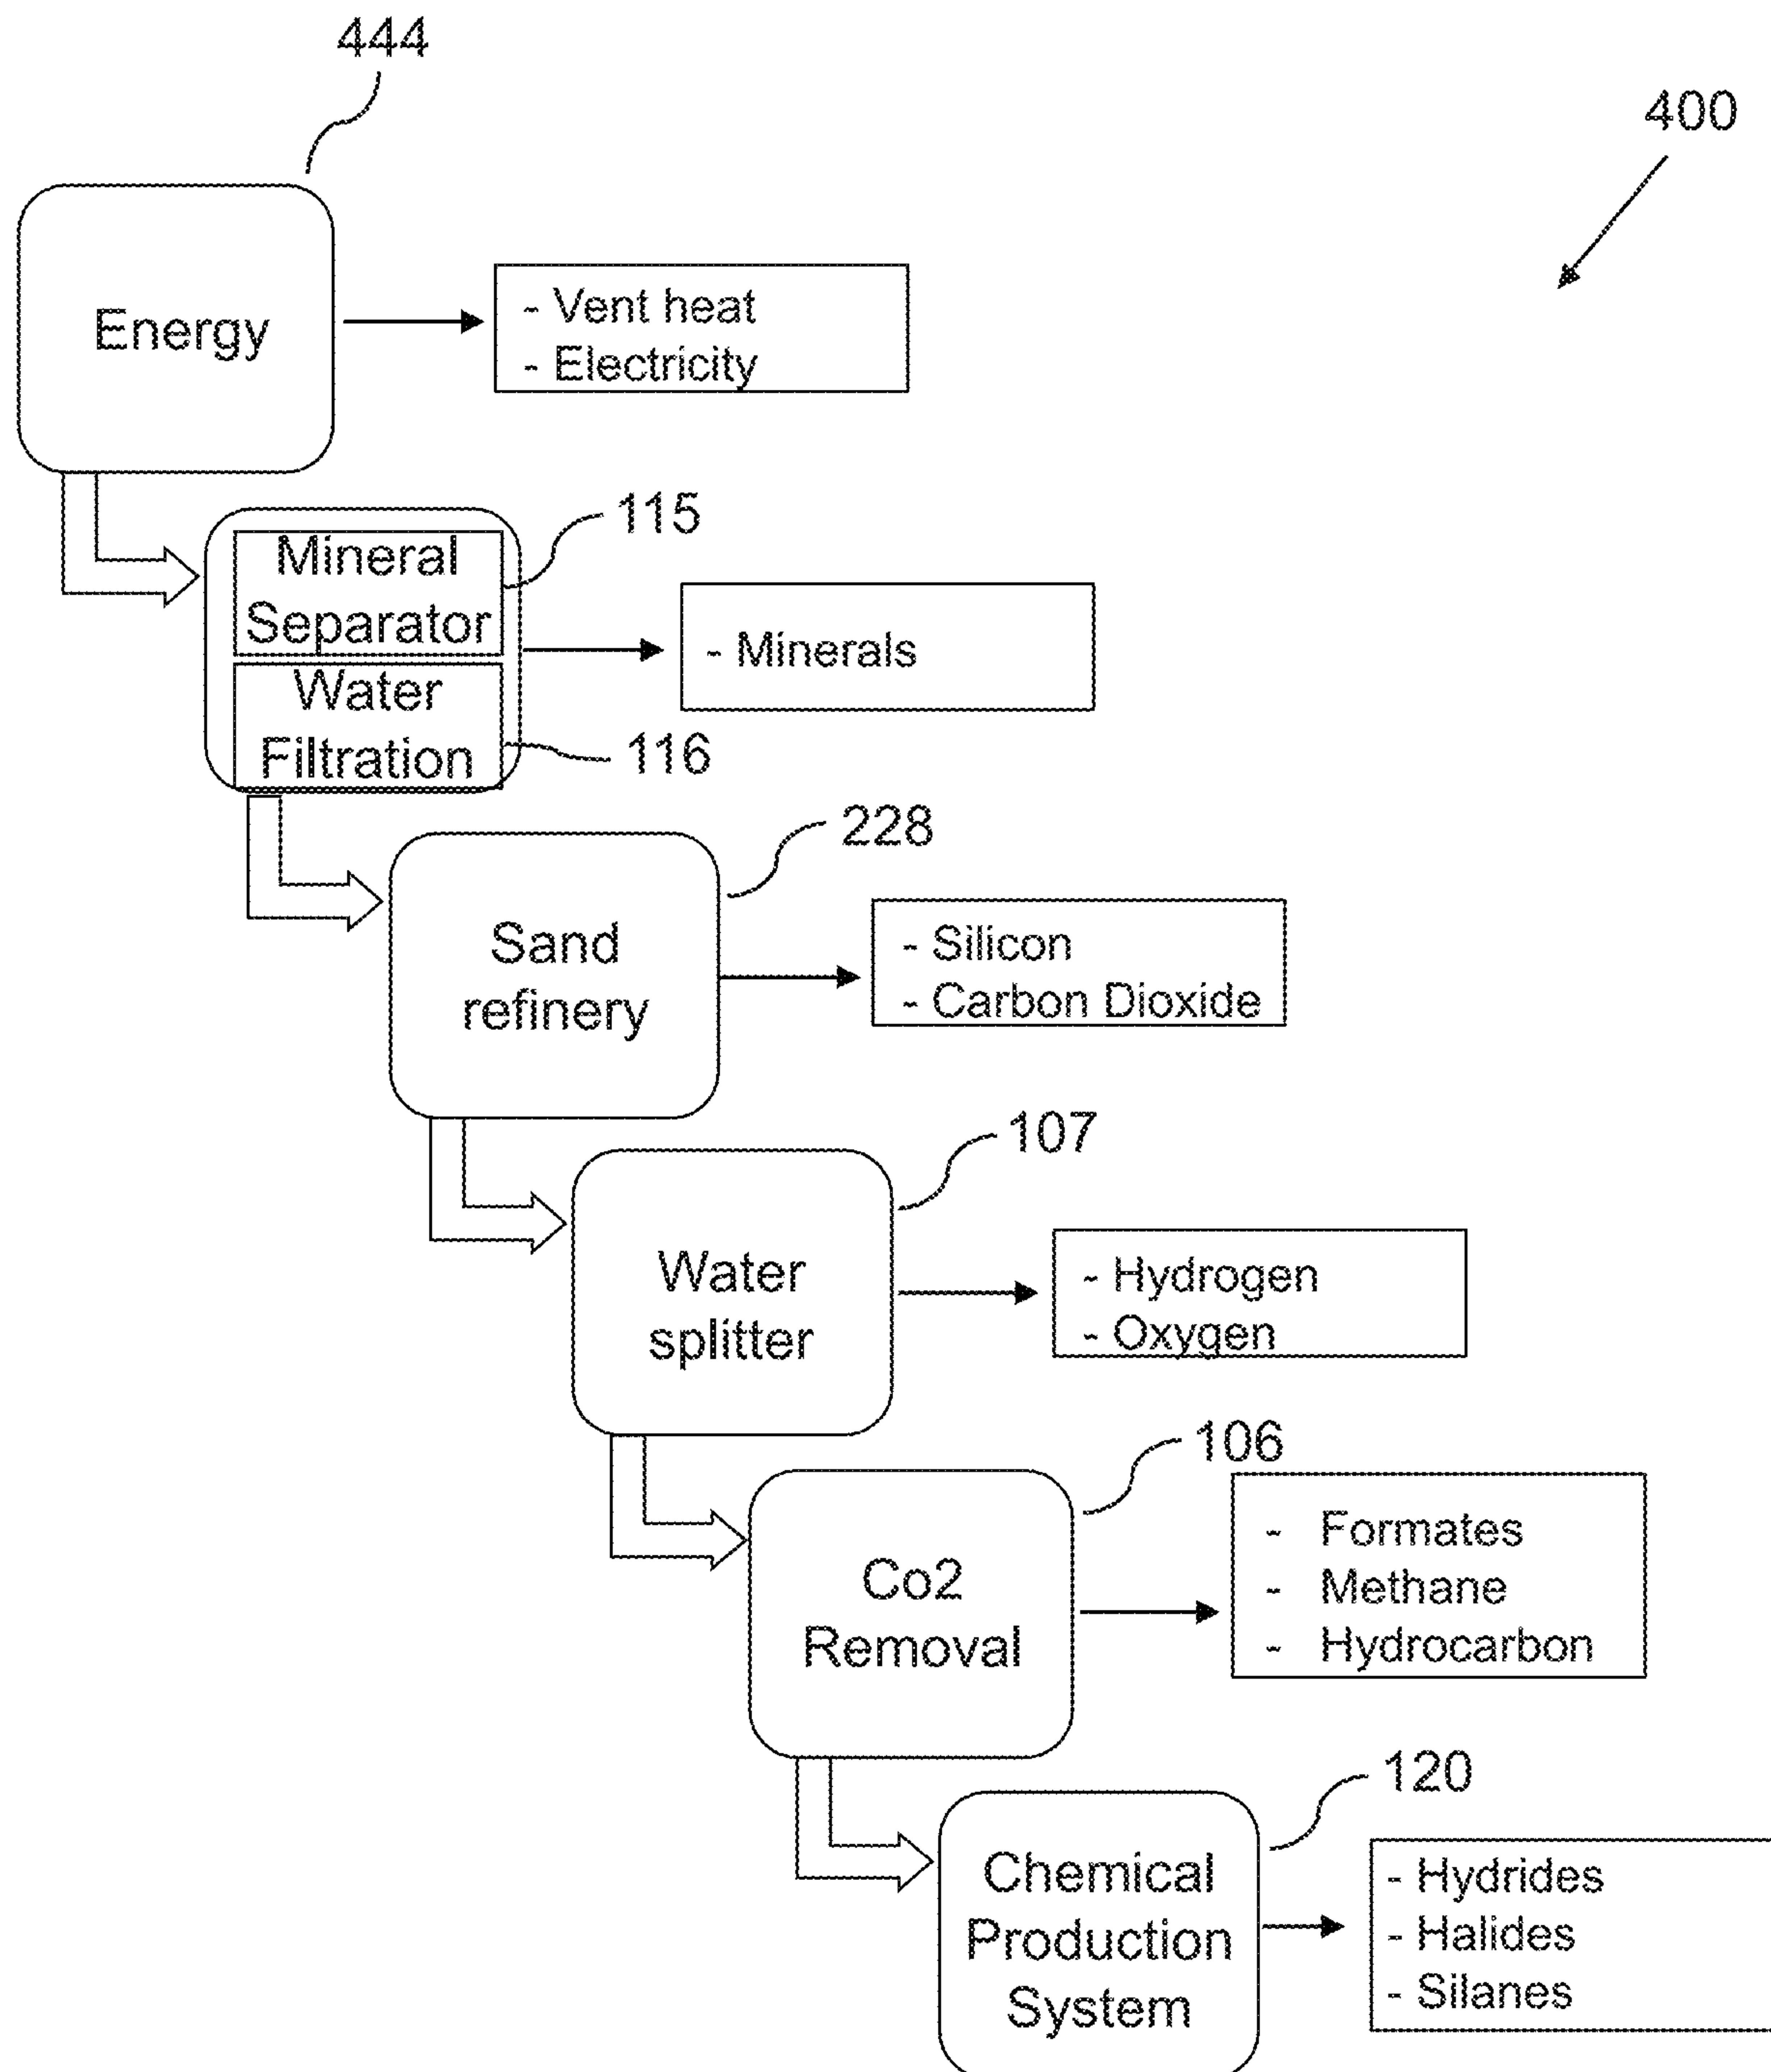 444
400
Energy
- Vent heat
- Electricity
115
Mineral
Separator
- Minerals
Water
Filtration
116
228
Sand
refinery
- Silicon
- Carbon Dioxide
107
Water
splitter
- Hydrogen
- Oxygen
106
Co2
Removal
- Formates
- Methane
- Hydrocarbon
120
Chemical
Production
System
- Hydrides
- Halides
- Silanes